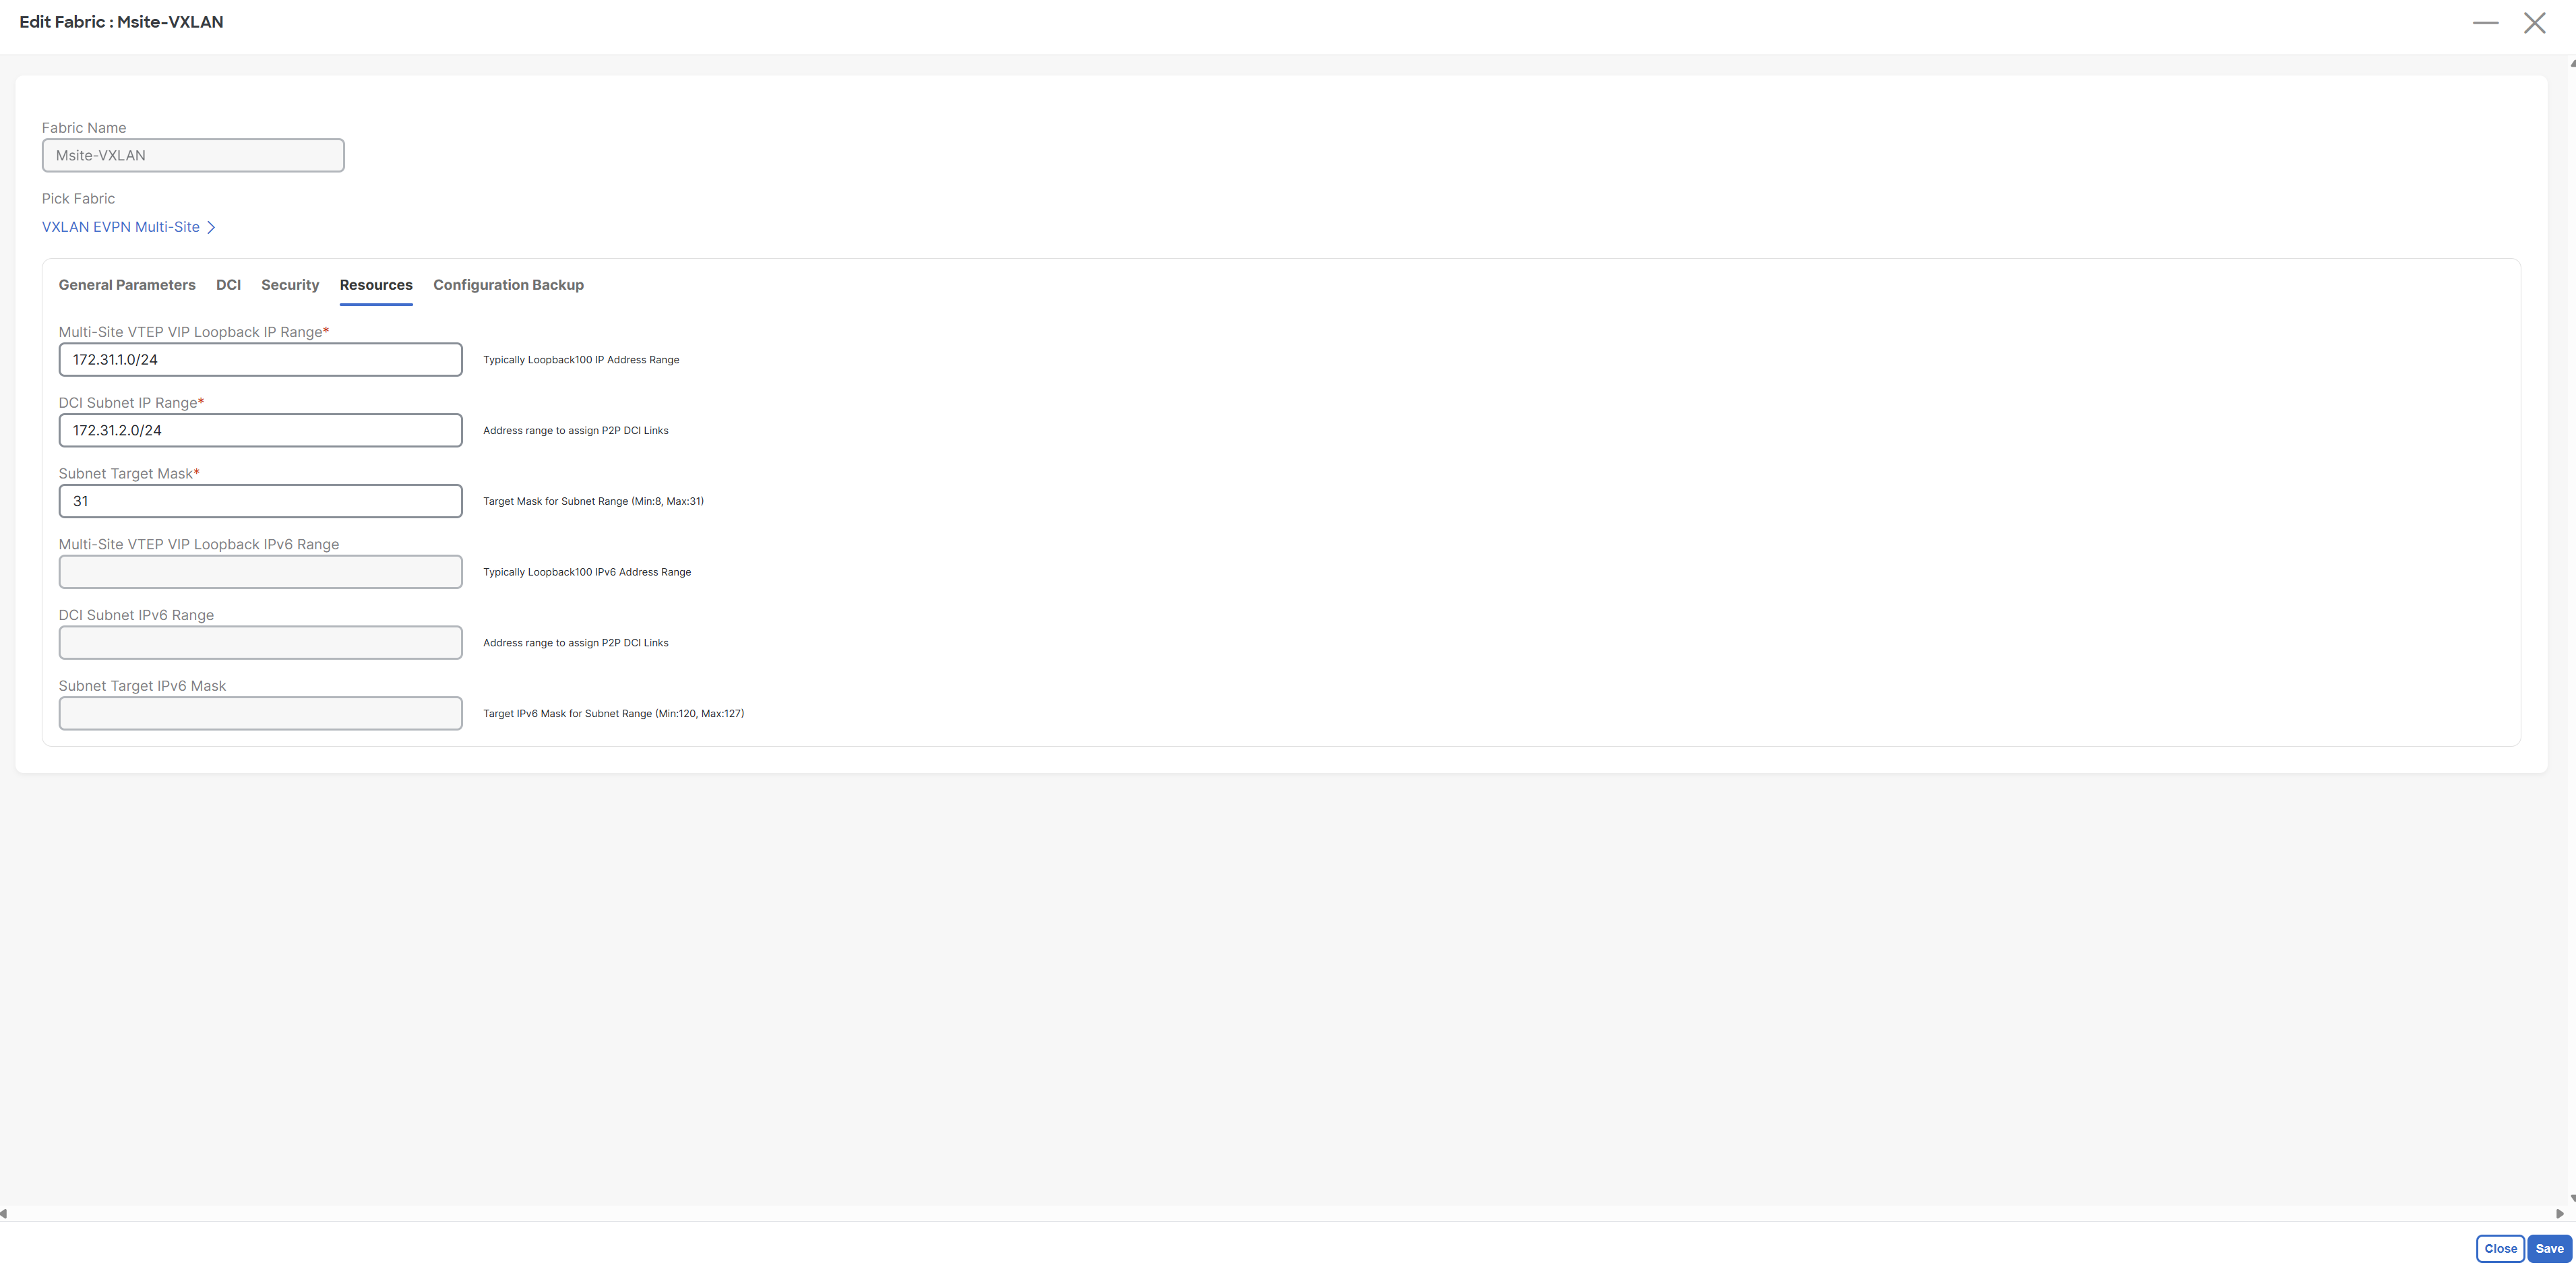 Edit Fabric : Msite-VXLAN
Fabric Name
Msite-VXLAN
Pick Fabric
VXLAN EVPN Multi-Site
General Parameters DCI Security Resources Configuration Backup
Multi-Site VTEP VIP Loopback IP Range*
172.31.1.0/24 Typically Loopback100 IP Address Range
DCI Subnet IP Range*
172.31.2.0/24 Address range to assign P2P DCI Links
Subnet Target Mask*
31 Target Mask for Subnet Range (Min:8, Max:31)
Multi-Site VTEP VIP Loopback IPv6 Range
Typically Loopback100 IPv6 Address Range
DCI Subnet IPv6 Range
Address range to assign P2P DCI Links
Subnet Target IPv6 Mask
Target IPv6 Mask for Subnet Range (Min:120, Max:127)
Close Save